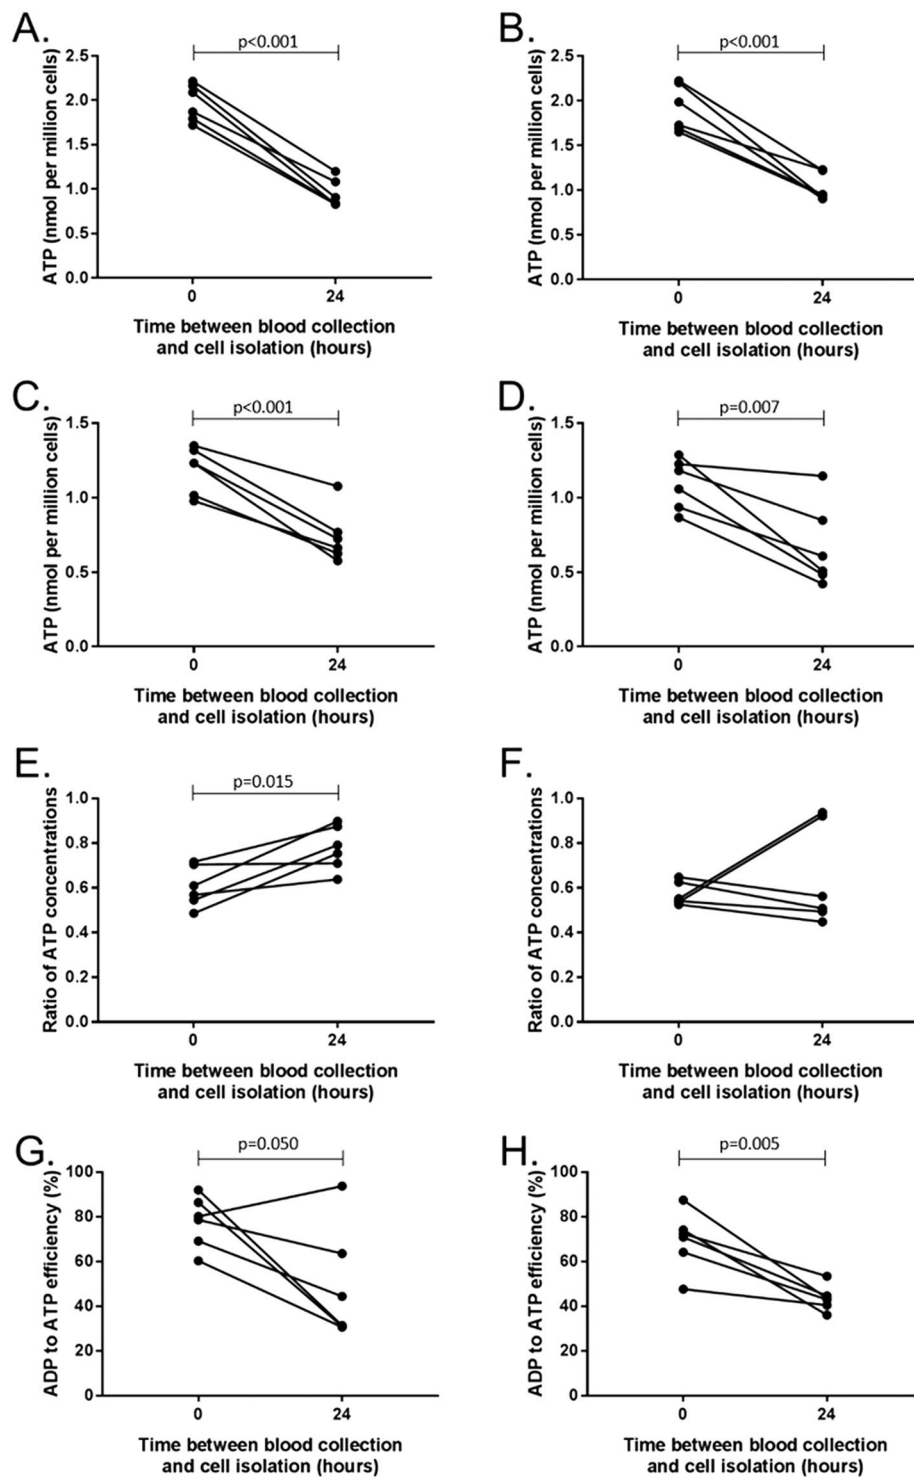 A.
p<0.001
ATP (nmol per million cells)
2.5
2.0
1.5
1.0
0.5
0.0
0
24
Time between blood collection
and cell isolation (hours)
B.
p<0.001
ATP (nmol per million cells)
2.5
2.0
1.5
1.0
0.5
0.0
0
24
Time between blood collection
and cell isolation (hours)
C.
p<0.001
ATP (nmol per million cells)
1.5
1.0
0.5
0.0
0
24
Time between blood collection
and cell isolation (hours)
D.
p=0.007
ATP (nmol per million cells)
1.5
1.0
0.5
0.0
0
24
Time between blood collection
and cell isolation (hours)
E.
p=0.015
Ratio of ATP concentrations
1.0
0.8
0.6
0.4
0.2
0.0
0
24
Time between blood collection
and cell isolation (hours)
F.
Ratio of ATP concentrations
1.0
0.8
0.6
0.4
0.2
0.0
0
24
Time between blood collection
and cell isolation (hours)
G.
p=0.050
ADP to ATP efficiency (%)
100
80
60
40
20
0
0
24
Time between blood collection
and cell isolation (hours)
H.
p=0.005
ADP to ATP efficiency (%)
100
80
60
40
20
0
0
24
Time between blood collection
and cell isolation (hours)